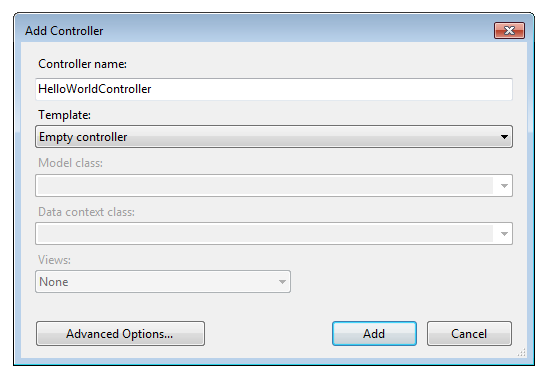 Add Controller
Controller name:
HelloWorldController
Template:
Empty controller
Model class:
Data context class:
Views:
None
Advanced Options...
Add
Cancel